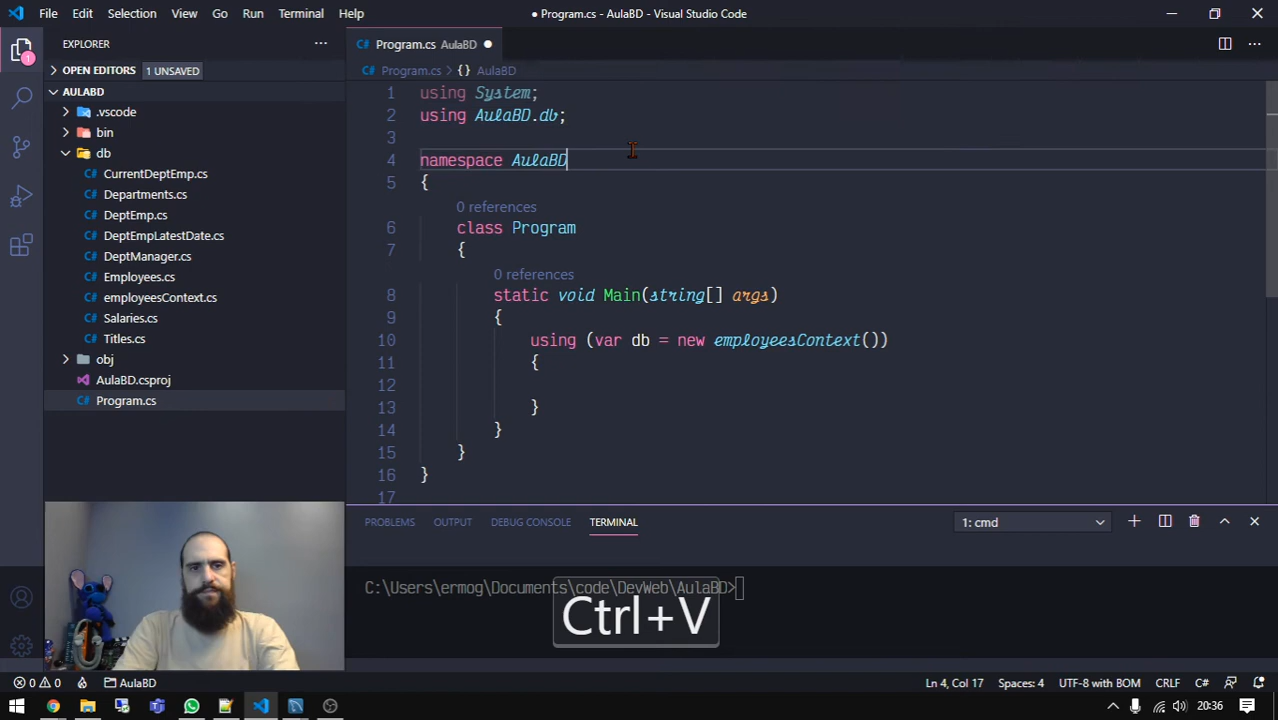 File Edit Selection View Go Run Terminal Help
● Program.cs - AulaBD - Visual Studio Code
1
EXPLORER
OPEN EDITORS 1 UNSAVED
AULABD
.vscode
bin
db
C# CurrentDeptEmp.cs
C# Departments.cs
C# DeptEmp.cs
C# DeptEmpLatestDate.cs
C# DeptManager.cs
C# Employees.cs
C# employeesContext.cs
C# Salaries.cs
C# Titles.cs
obj
AulaBD.csproj
C# Program.cs
C# Program.cs AulaBD ●
C# Program.cs > {} AulaBD
1 using System;
2 using AulaBD.db;
3
4 namespace AulaBD
5 {
0 references
6 class Program
7 {
0 references
8 static void Main(string[] args)
9 {
10 using (var db = new employeesContext())
11 {
12
13 }
14 }
15 }
16 }
17
PROBLEMS OUTPUT DEBUG CONSOLE TERMINAL
1: cmd
C:\Users\ermog\Documents\code\DevWeb\AulaBD>
Ctrl+V
0 0 AulaBD
Ln 4, Col 17 Spaces: 4 UTF-8 with BOM CRLF C#
20:36